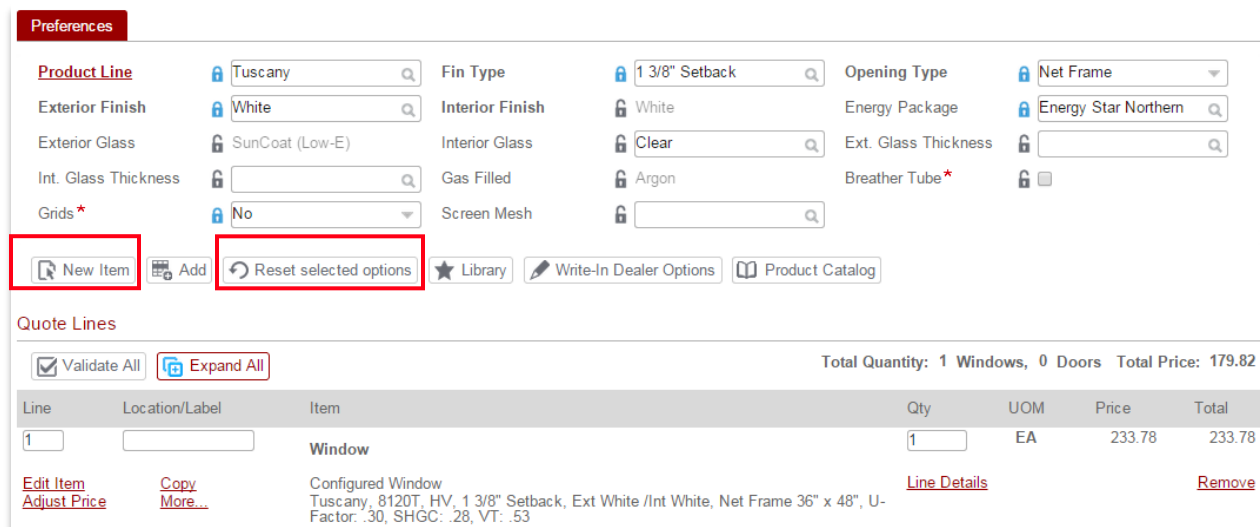 Preferences
Product Line Tuscany Fin Type 1 3/8" Setback Opening Type Net Frame
Exterior Finish White Interior Finish White Energy Package Energy Star Northern
Exterior Glass SunCoat (Low-E) Interior Glass Clear Ext. Glass Thickness
Int. Glass Thickness Gas Filled Argon Breather Tube*
Grids* No Screen Mesh
New Item Add Reset selected options Library Write-In Dealer Options Product Catalog
Quote Lines
Validate All Expand All Total Quantity: 1 Windows, 0 Doors Total Price: 179.82
Line Location/Label Item Qty UOM Price Total
1 Window 1 EA 233.78 233.78
Edit Item Copy Configured Window Line Details Remove
Adjust Price More... Tuscany, 8120T, HV, 1 3/8" Setback, Ext White /Int White, Net Frame 36" x 48", U-
Factor: .30, SHGC: .28, VT: .53